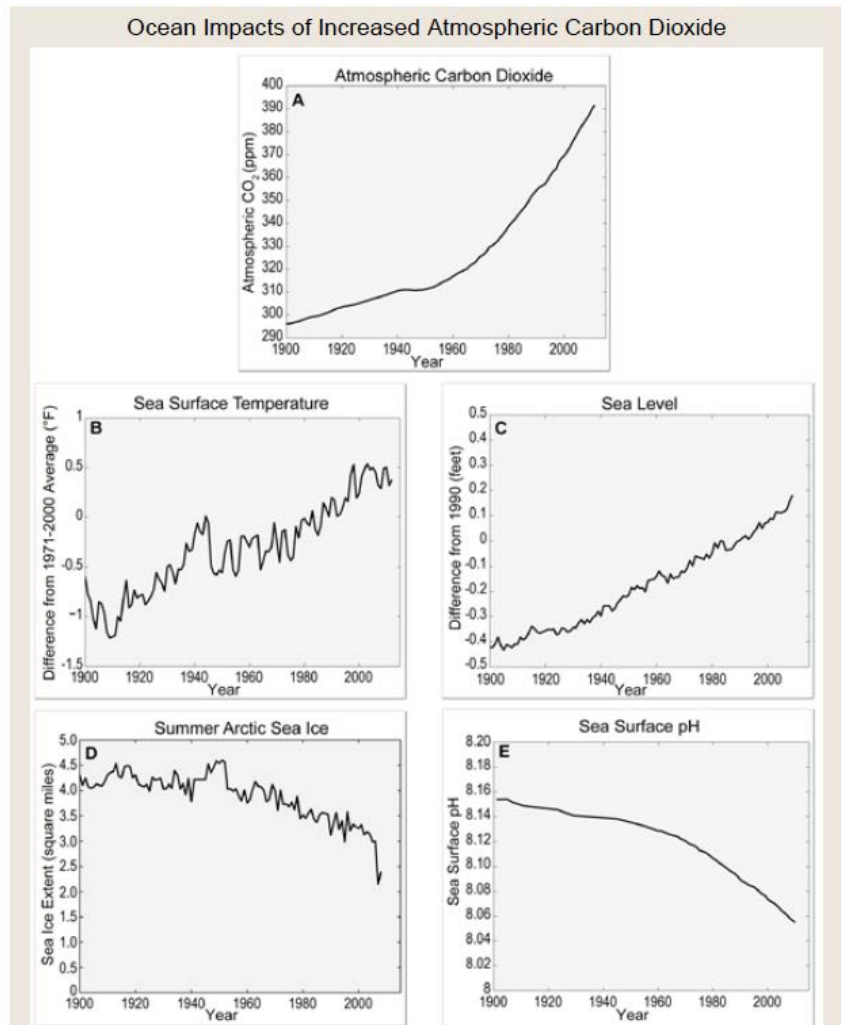 Ocean Impacts of Increased Atmospheric Carbon Dioxide
Atmospheric Carbon Dioxide
A
Atmospheric CO₂ (ppm)
400
390
380
370
360
350
340
330
320
310
300
290
1900 1920 1940 1960 1980 2000
Year
Sea Surface Temperature
B
Difference from 1971-2000 Average (°F)
1
0.5
0
-0.5
-1
-1.5
1900 1920 1940 1960 1980 2000
Year
Sea Level
C
Difference from 1990 (feet)
0.5
0.4
0.3
0.2
0.1
0
-0.1
-0.2
-0.3
-0.4
-0.5
1900 1920 1940 1960 1980 2000
Year
Summer Arctic Sea Ice
D
Sea Ice Extent (square miles)
5.0
4.5
4.0
3.5
3.0
2.5
2.0
1.5
1.0
0.5
0
1900 1920 1940 1960 1980 2000
Year
Sea Surface pH
E
Sea Surface pH
8.20
8.18
8.16
8.14
8.12
8.10
8.08
8.06
8.04
8.02
8
1900 1920 1940 1960 1980 2000
Year